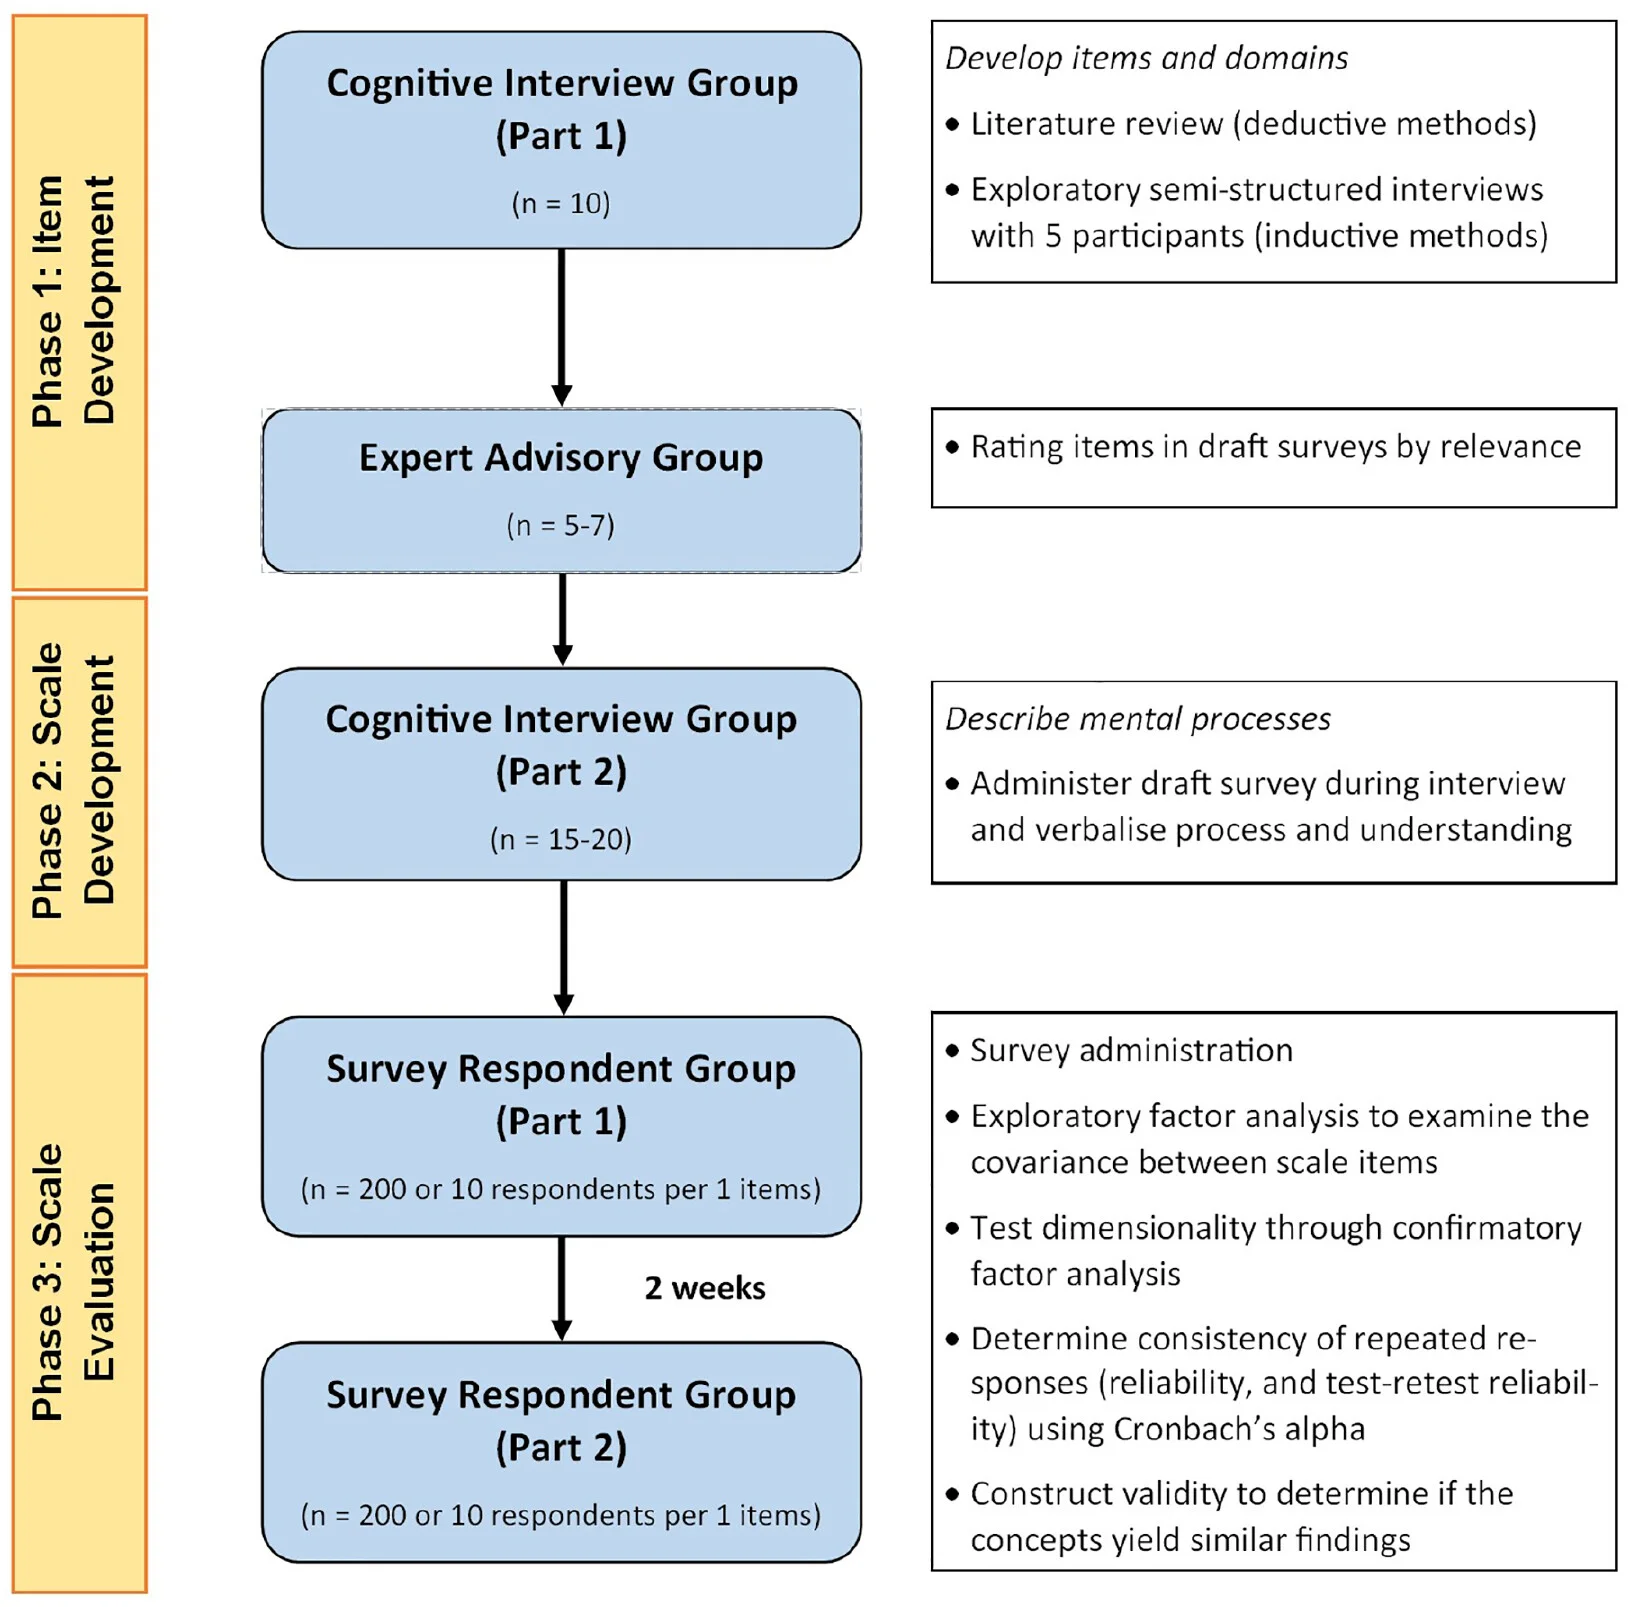 Phase 1: Item
Development
Cognitive Interview Group
(Part 1)
(n = 10)
Develop items and domains
• Literature review (deductive methods)
• Exploratory semi-structured interviews
with 5 participants (inductive methods)
Expert Advisory Group
(n = 5-7)
• Rating items in draft surveys by relevance
Phase 2: Scale
Development
Cognitive Interview Group
(Part 2)
(n = 15-20)
Describe mental processes
• Administer draft survey during interview
and verbalise process and understanding
Phase 3: Scale
Evaluation
Survey Respondent Group
(Part 1)
(n = 200 or 10 respondents per 1 items)
2 weeks
Survey Respondent Group
(Part 2)
(n = 200 or 10 respondents per 1 items)
• Survey administration
• Exploratory factor analysis to examine the
covariance between scale items
• Test dimensionality through confirmatory
factor analysis
• Determine consistency of repeated re-
sponses (reliability, and test-retest reliabil-
ity) using Cronbach’s alpha
• Construct validity to determine if the
concepts yield similar findings